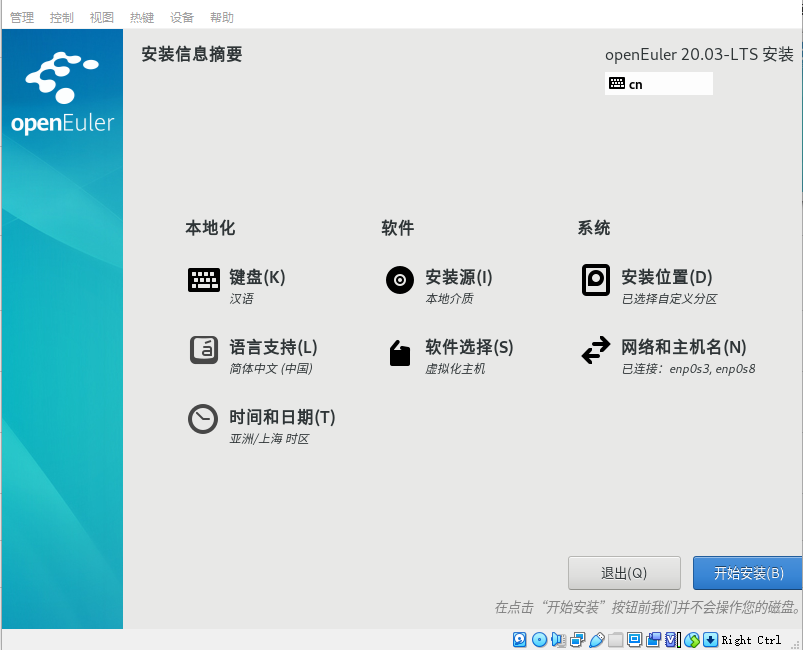 管理 控制 视图 热键 设备 帮助
安装信息摘要
openEuler 20.03-LTS 安装
cn
openEuler
本地化
键盘(K)
汉语
语言支持(L)
简体中文 (中国)
时间和日期(T)
亚洲/上海 时区
软件
安装源(I)
本地介质
软件选择(S)
虚拟化主机
系统
安装位置(D)
已选择自定义分区
网络和主机名(N)
已连接：enp0s3, enp0s8
退出(Q)
开始安装(B)
在点击“开始安装”按钮前我们并不会操作您的磁盘。
Right Ctrl